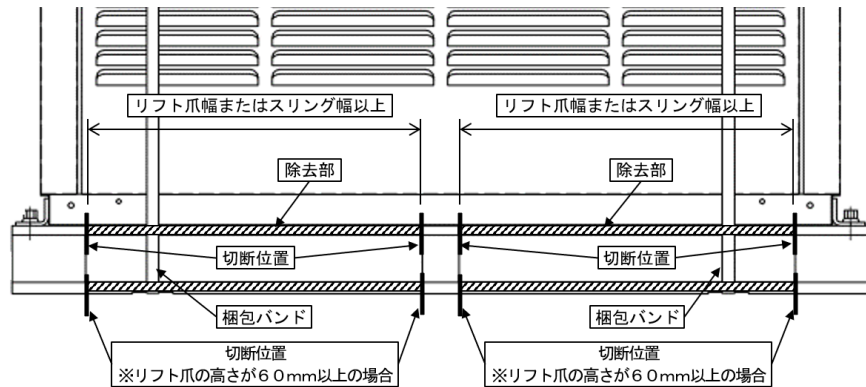 リフト爪幅またはスリング幅以上
リフト爪幅またはスリング幅以上
除去部
除去部
切断位置
切断位置
梱包バンド
梱包バンド
切断位置
※リフト爪の高さが60mm以上の場合
切断位置
※リフト爪の高さが60mm以上の場合